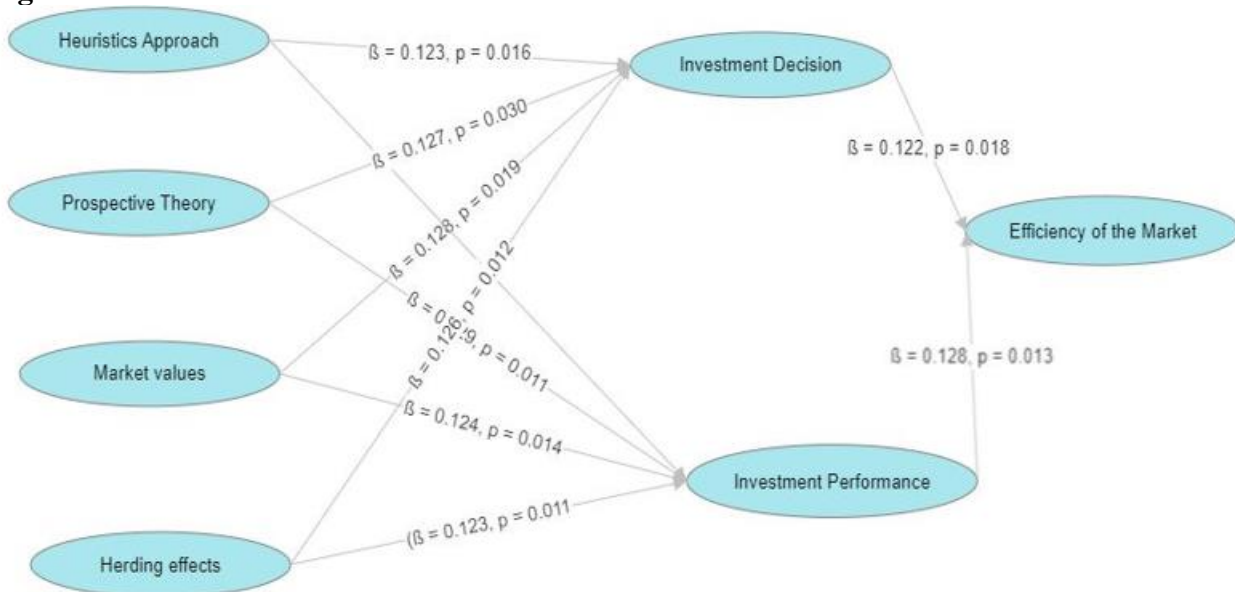 g
Heuristics Approach
ß = 0.123, p = 0.016
Investment Decision
ß = 0.127, p = 0.030
ß = 0.122, p = 0.018
Prospective Theory
ß = 0.128, p = 0.019
Efficiency of the Market
ß = 0.126, p = 0.012
p = 0.011
ß = 0.128, p = 0.013
Market values
ß = 0.124, p = 0.014
Investment Performance
(ß = 0.123, p = 0.011
Herding effects